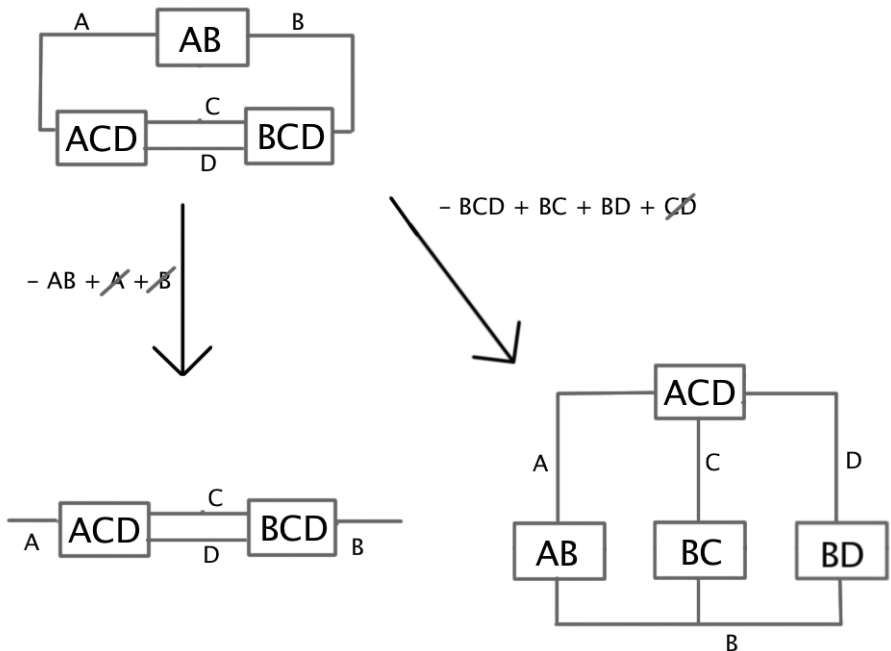 A
AB
B
C
ACD
BCD
D
– BCD + BC + BD + CD
– AB + A + B
ACD
A
C
D
C
ACD
BCD
A
D
B
AB
BC
BD
B